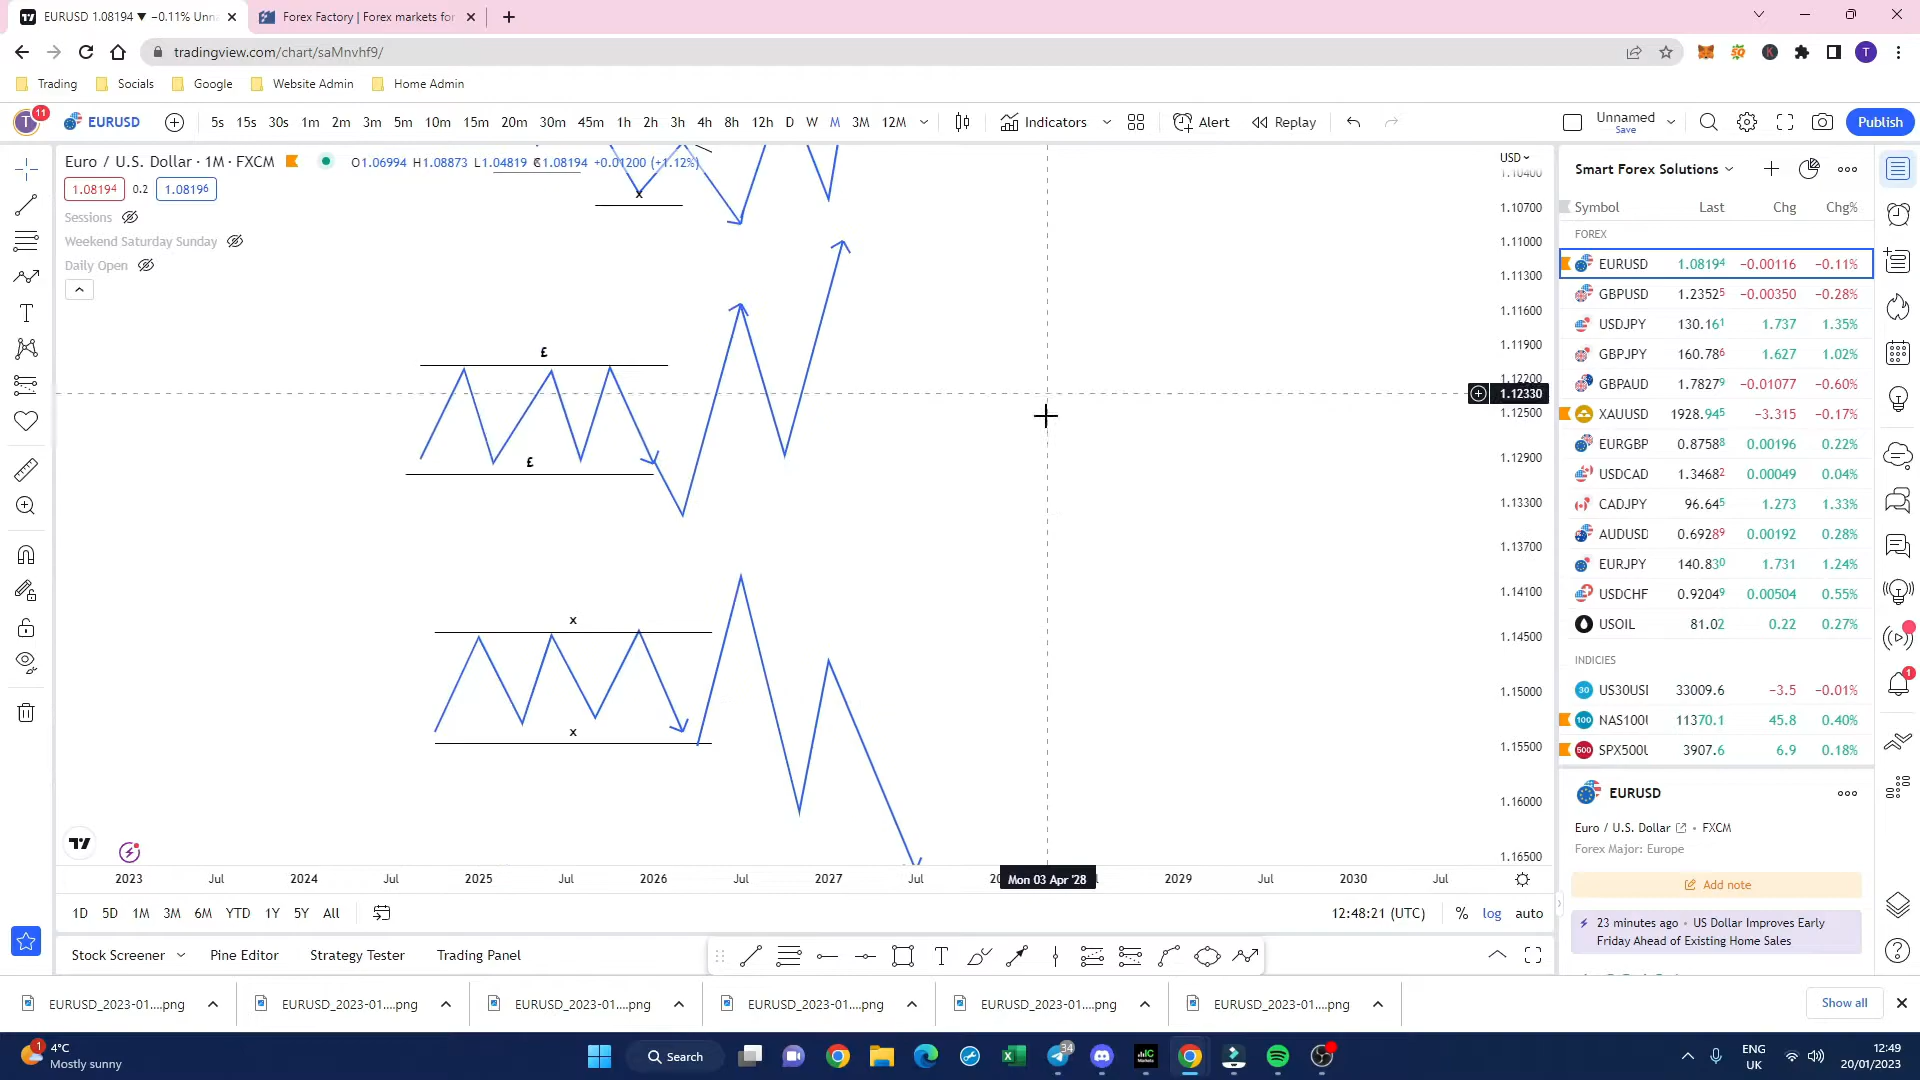 EURUSD 1.08194 ▼ −0.11% Unna
Forex Factory | Forex markets for
tradingview.com/chart/saMnvhf9/
T
Trading
Socials
Google
Website Admin
Home Admin
T
11
EURUSD
5s 15s 30s 1m 2m 3m 5m 10m 15m 20m 30m 45m 1h 2h 3h 4h 8h 12h D W M 3M 12M
Indicators
Alert
Replay
Unnamed
Save
Publish
Euro / U.S. Dollar · 1M · FXCM
O1.06994 H1.08873 L1.04819 C1.08194 +0.01200 (+1.12%)
1.08194 0.2 1.08196
Sessions
Weekend Saturday Sunday
Daily Open
x
£
£
x
x
USD
1.10400
1.10700
1.11000
1.11300
1.11600
1.11900
1.12200
1.12330
1.12500
1.12900
1.13300
1.13700
1.14100
1.14500
1.15000
1.15500
1.16000
1.16500
2023 Jul 2024 Jul 2025 Jul 2026 Jul 2027 Jul Mon 03 Apr '28 2029 Jul 2030 Jul
1D 5D 1M 3M 6M YTD 1Y 5Y All
12:48:21 (UTC) % log auto
Stock Screener
Pine Editor
Strategy Tester
Trading Panel
Smart Forex Solutions
Symbol Last Chg Chg%
FOREX
EURUSD 1.08194 −0.00116 −0.11%
GBPUSD 1.23525 −0.00350 −0.28%
USDJPY 130.161 1.737 1.35%
GBPJPY 160.786 1.627 1.02%
GBPAUD 1.78279 −0.01077 −0.60%
XAUUSD 1928.945 −3.315 −0.17%
EURGBP 0.87588 0.00196 0.22%
USDCAD 1.34682 0.00049 0.04%
CADJPY 96.645 1.273 1.33%
AUDUSD 0.69289 0.00192 0.28%
EURJPY 140.830 1.731 1.24%
USDCHF 0.92049 0.00504 0.55%
USOIL 81.02 0.22 0.27%
INDICIES
30 US30USI 33009.6 −3.5 −0.01%
100 NAS100U 11370.1 45.8 0.40%
500 SPX500U 3907.6 6.9 0.18%
1
EURUSD
Euro / U.S. Dollar • FXCM
Forex Major: Europe
Add note
23 minutes ago • US Dollar Improves Early
Friday Ahead of Existing Home Sales
EURUSD_2023-01....png
EURUSD_2023-01....png
EURUSD_2023-01....png
EURUSD_2023-01....png
EURUSD_2023-01....png
EURUSD_2023-01....png
Show all
1
4°C
Mostly sunny
Search
34
ENG
UK
12:49
20/01/2023